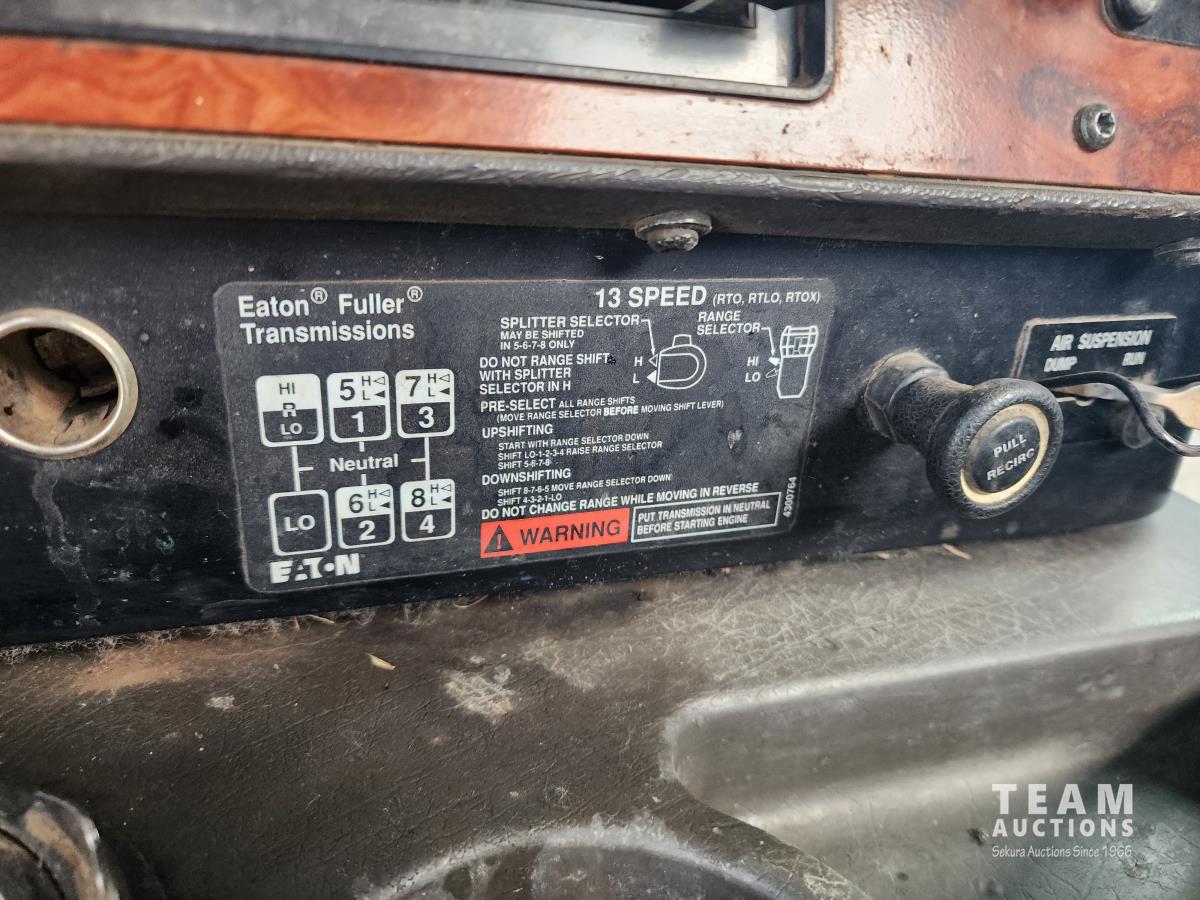 Eaton® Fuller®
Transmissions
13 SPEED (RTO, RTLO, RTOX)
SPLITTER SELECTOR
MAY BE SHIFTED
IN 5-6-7-8 ONLY
H
L
RANGE
SELECTOR
HI
LO
DO NOT RANGE SHIFT
WITH SPLITTER
SELECTOR IN H
PRE-SELECT ALL RANGE SHIFTS
(MOVE RANGE SELECTOR BEFORE MOVING SHIFT LEVER)
UPSHIFTING
START WITH RANGE SELECTOR DOWN
SHIFT LO-1-2-3-4 RAISE RANGE SELECTOR
SHIFT 5-6-7-8
DOWNSHIFTING
SHIFT 8-7-6-5 MOVE RANGE SELECTOR DOWN
SHIFT 4-3-2-1-LO
DO NOT CHANGE RANGE WHILE MOVING IN REVERSE
WARNING
PUT TRANSMISSION IN NEUTRAL
BEFORE STARTING ENGINE
4300764
HI
R
LO
5 H L
1
7 H L
3
Neutral
LO
6 H L
2
8 H L
4
EATON
PULL
RECIRC
AIR SUSPENSION
DUMP RUN
TEAM
AUCTIONS
Sekura Auctions Since 1966